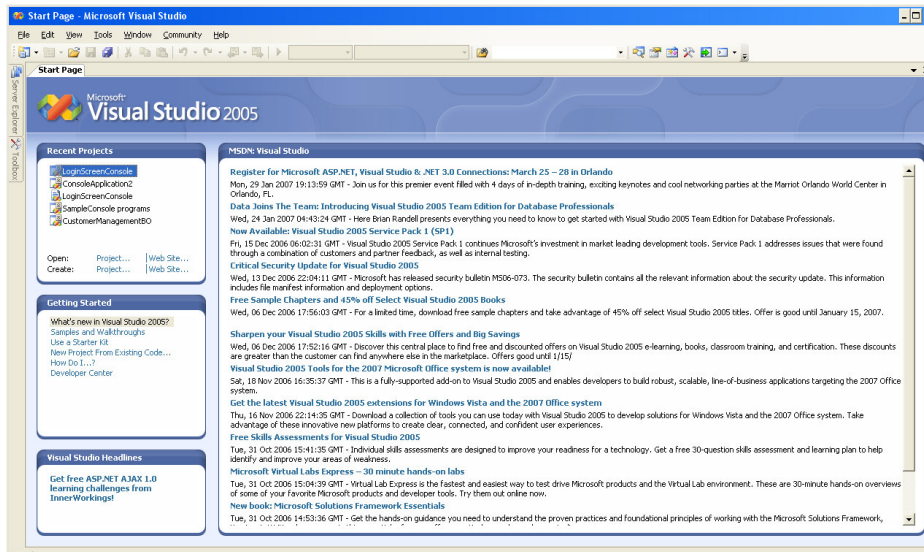 Start Page - Microsoft Visual Studio
File Edit View Tools Window Community Help
Start Page
Server Explorer
Toolbox
Microsoft
Visual Studio 2005
Recent Projects
LoginScreenConsole
ConsoleApplication2
LoginScreenConsole
SampleConsole programs
CustomerManagementBO
Open: Project... | Web Site...
Create: Project... | Web Site...
Getting Started
What's new in Visual Studio 2005?
Samples and Walkthroughs
Use a Starter Kit
New Project From Existing Code...
How Do I...?
Developer Center
Visual Studio Headlines
Get free ASP.NET AJAX 1.0
learning challenges from
InnerWorkings!
MSDN: Visual Studio
Register for Microsoft ASP.NET, Visual Studio & .NET 3.0 Connections: March 25 – 28 in Orlando
Mon, 29 Jan 2007 19:13:59 GMT - Join us for this premier event filled with 4 days of in-depth training, exciting keynotes and cool networking parties at the Marriot Orlando World Center in
Orlando, FL.
Data Joins The Team: Introducing Visual Studio 2005 Team Edition for Database Professionals
Wed, 24 Jan 2007 04:43:24 GMT - Here Brian Randell presents everything you need to know to get started with Visual Studio 2005 Team Edition for Database Professionals.
Now Available: Visual Studio 2005 Service Pack 1 (SP1)
Fri, 15 Dec 2006 06:02:31 GMT - Visual Studio 2005 Service Pack 1 continues Microsoft's investment in market leading development tools. Service Pack 1 addresses issues that were found
through a combination of customers and partner feedback, as well as internal testing.
Critical Security Update for Visual Studio 2005
Wed, 13 Dec 2006 22:04:11 GMT - Microsoft has released security bulletin MS06-073. The security bulletin contains all the relevant information about the security update. This information
includes file manifest information and deployment options.
Free Sample Chapters and 45% off Select Visual Studio 2005 Books
Wed, 06 Dec 2006 17:56:03 GMT - For a limited time, download free sample chapters and take advantage of 45% off select Visual Studio 2005 titles. Offer is good until January 15, 2007.
Sharpen your Visual Studio 2005 Skills with Free Offers and Big Savings
Wed, 06 Dec 2006 17:52:16 GMT - Discover this central place to find free and discounted offers on Visual Studio 2005 e-learning, books, classroom training, and certification. These discounts
are greater than the customer can find anywhere else in the marketplace. Offers good until 1/15/
Visual Studio 2005 Tools for the 2007 Microsoft Office system is now available!
Sat, 18 Nov 2006 16:35:37 GMT - This is a fully-supported add-on to Visual Studio 2005 and enables developers to build robust, scalable, line-of-business applications targeting the 2007 Office
system.
Get the latest Visual Studio 2005 extensions for Windows Vista and the 2007 Office system
Thu, 16 Nov 2006 22:14:35 GMT - Download a collection of tools you can use today with Visual Studio 2005 to develop solutions for Windows Vista and the 2007 Office system. Take
advantage of these innovative new platforms to create clear, connected, and confident user experiences.
Free Skills Assessments for Visual Studio 2005
Tue, 31 Oct 2006 15:41:35 GMT - Individual skills assessments are designed to improve your readiness for a technology. Get a free 30-question skills assessment and learning plan to help
identify and improve your areas of weakness.
Microsoft Virtual Labs Express – 30 minute hands-on labs
Tue, 31 Oct 2006 15:04:39 GMT - Virtual Lab Express is the fastest and easiest way to test drive Microsoft products and the Virtual Lab environment. These are 30-minute hands-on overviews
of some of your favorite Microsoft products and developer tools. Try them out online now.
New book: Microsoft Solutions Framework Essentials
Tue, 31 Oct 2006 14:53:36 GMT - Get the hands-on guidance you need to understand the proven practices and foundational principles of working with the Microsoft Solutions Framework,